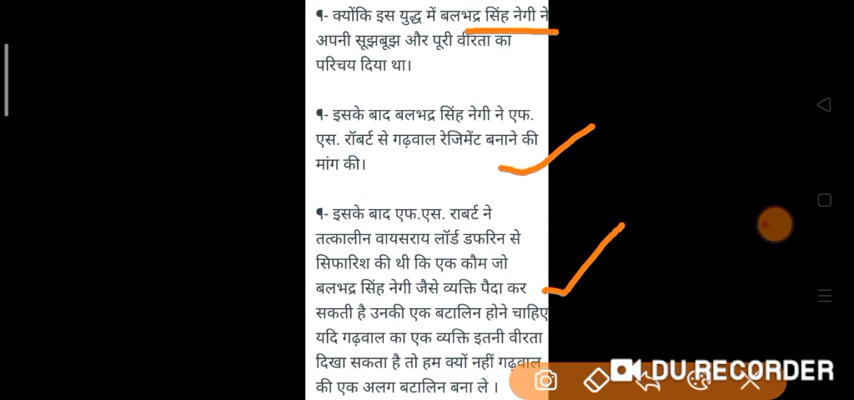 ¶- क्योंकि इस युद्ध में बलभद्र सिंह नेगी ने
अपनी सूझबूझ और पूरी वीरता का
परिचय दिया था।
¶- इसके बाद बलभद्र सिंह नेगी ने एफ.
एस. रॉबर्ट से गढ़वाल रेजिमेंट बनाने की
मांग की।
¶- इसके बाद एफ.एस. राबर्ट ने
तत्कालीन वायसराय लॉर्ड डफरिन से
सिफारिश की थी कि एक कौम जो
बलभद्र सिंह नेगी जैसे व्यक्ति पैदा कर
सकती है उनकी एक बटालिन होने चाहिए
यदि गढ़वाल का एक व्यक्ति इतनी वीरता
दिखा सकता है तो हम क्यों नहीं गढ़वाल
की एक अलग बटालिन बना ले ।
DU RECORDER